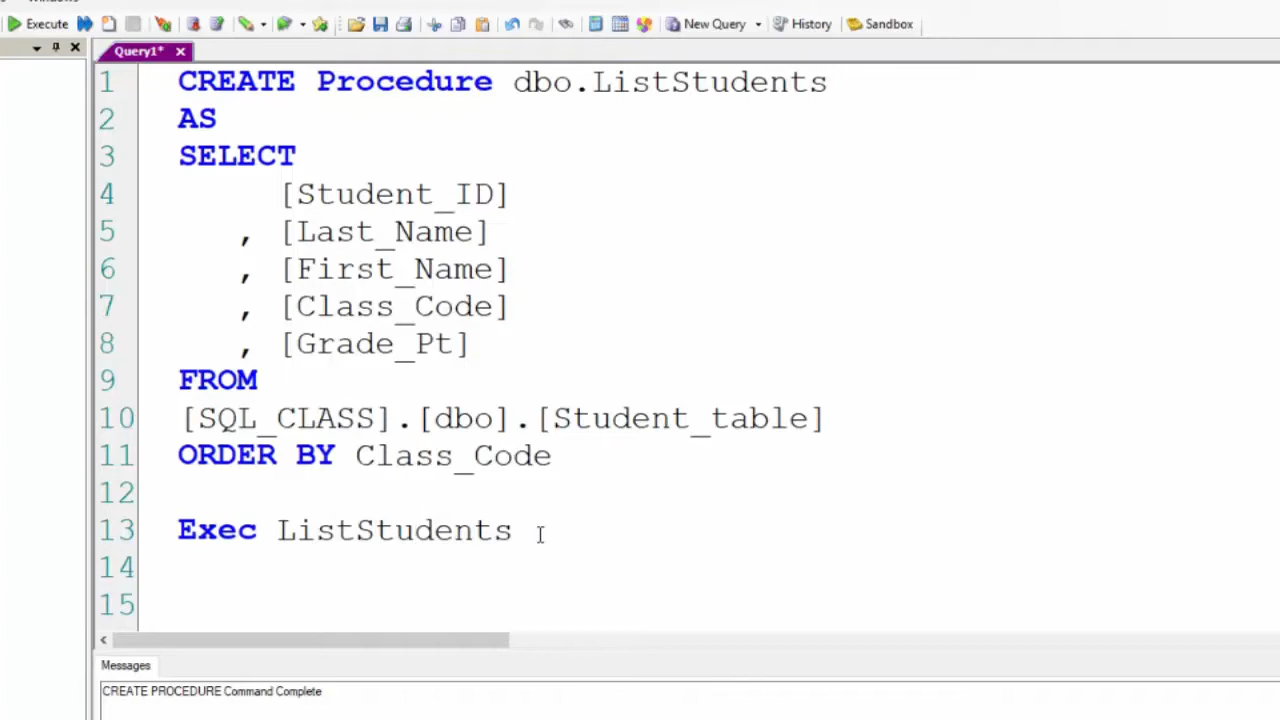 Execute New Query History Sandbox
Query1*
1 CREATE Procedure dbo.ListStudents
2 AS
3 SELECT
4 [Student_ID]
5 , [Last_Name]
6 , [First_Name]
7 , [Class_Code]
8 , [Grade_Pt]
9 FROM
10 [SQL_CLASS].[dbo].[Student_table]
11 ORDER BY Class_Code
12
13 Exec ListStudents
14
15
Messages
CREATE PROCEDURE Command Complete